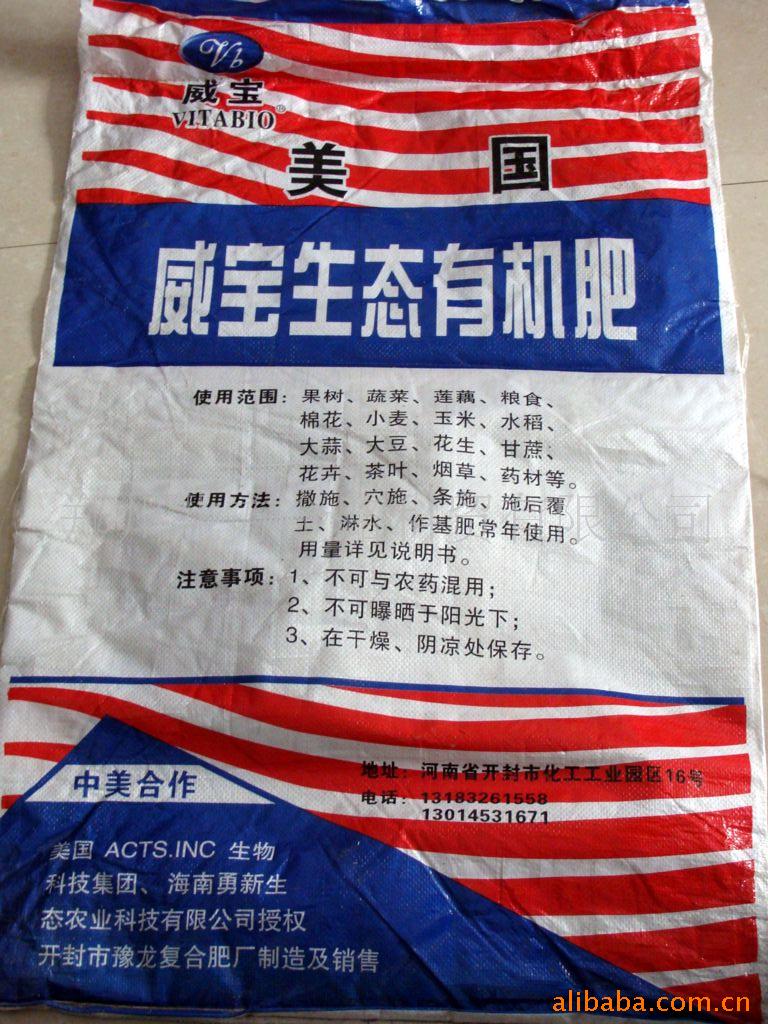 威宝
VITABIO®
美国
威宝生态有机肥
使用范围：果树、蔬菜、莲藕、粮食、
棉花、小麦、玉米、水稻、
大蒜、大豆、花生、甘蔗、
花卉、茶叶、烟草、药材等。
使用方法：撒施、穴施、条施、施后覆
土、淋水、作基肥常年使用。
用量详见说明书。
注意事项：1、不可与农药混用；
2、不可曝晒于阳光下；
3、在干燥、阴凉处保存。
地址：河南省开封市化工工业园区16号
电话：13183261558
13014531671
中美合作
美国 ACTS.INC 生物
科技集团、海南勇新生
态农业科技有限公司授权
开封市豫龙复合肥厂制造及销售
alibaba.com.cn